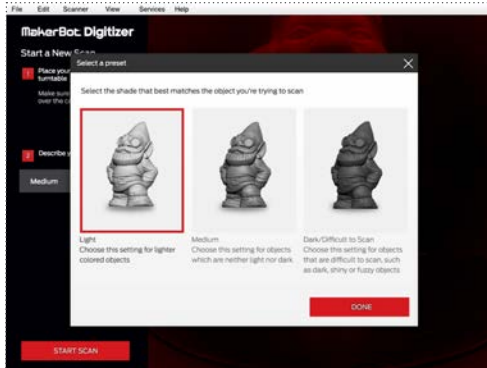 File Edit Scanner View Services Help
MakerBot Digitizer
Start a New Scan
Select a preset
1 Place your
turntable
Make sure
over the
Select the shade that best matches the object you're trying to scan
2 Describe
Medium
Light
Choose this setting for lighter
colored objects
Medium
Choose this setting for objects
which are neither light nor dark
Dark/Difficult to Scan
Choose this setting for objects
that are difficult to scan, such
as dark, shiny or fuzzy objects
DONE
START SCAN